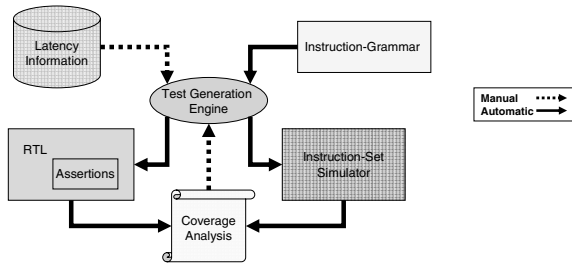 Latency
Information
Instruction-Grammar
Test Generation
Engine
Manual
Automatic
RTL
Assertions
Instruction-Set
Simulator
Coverage
Analysis